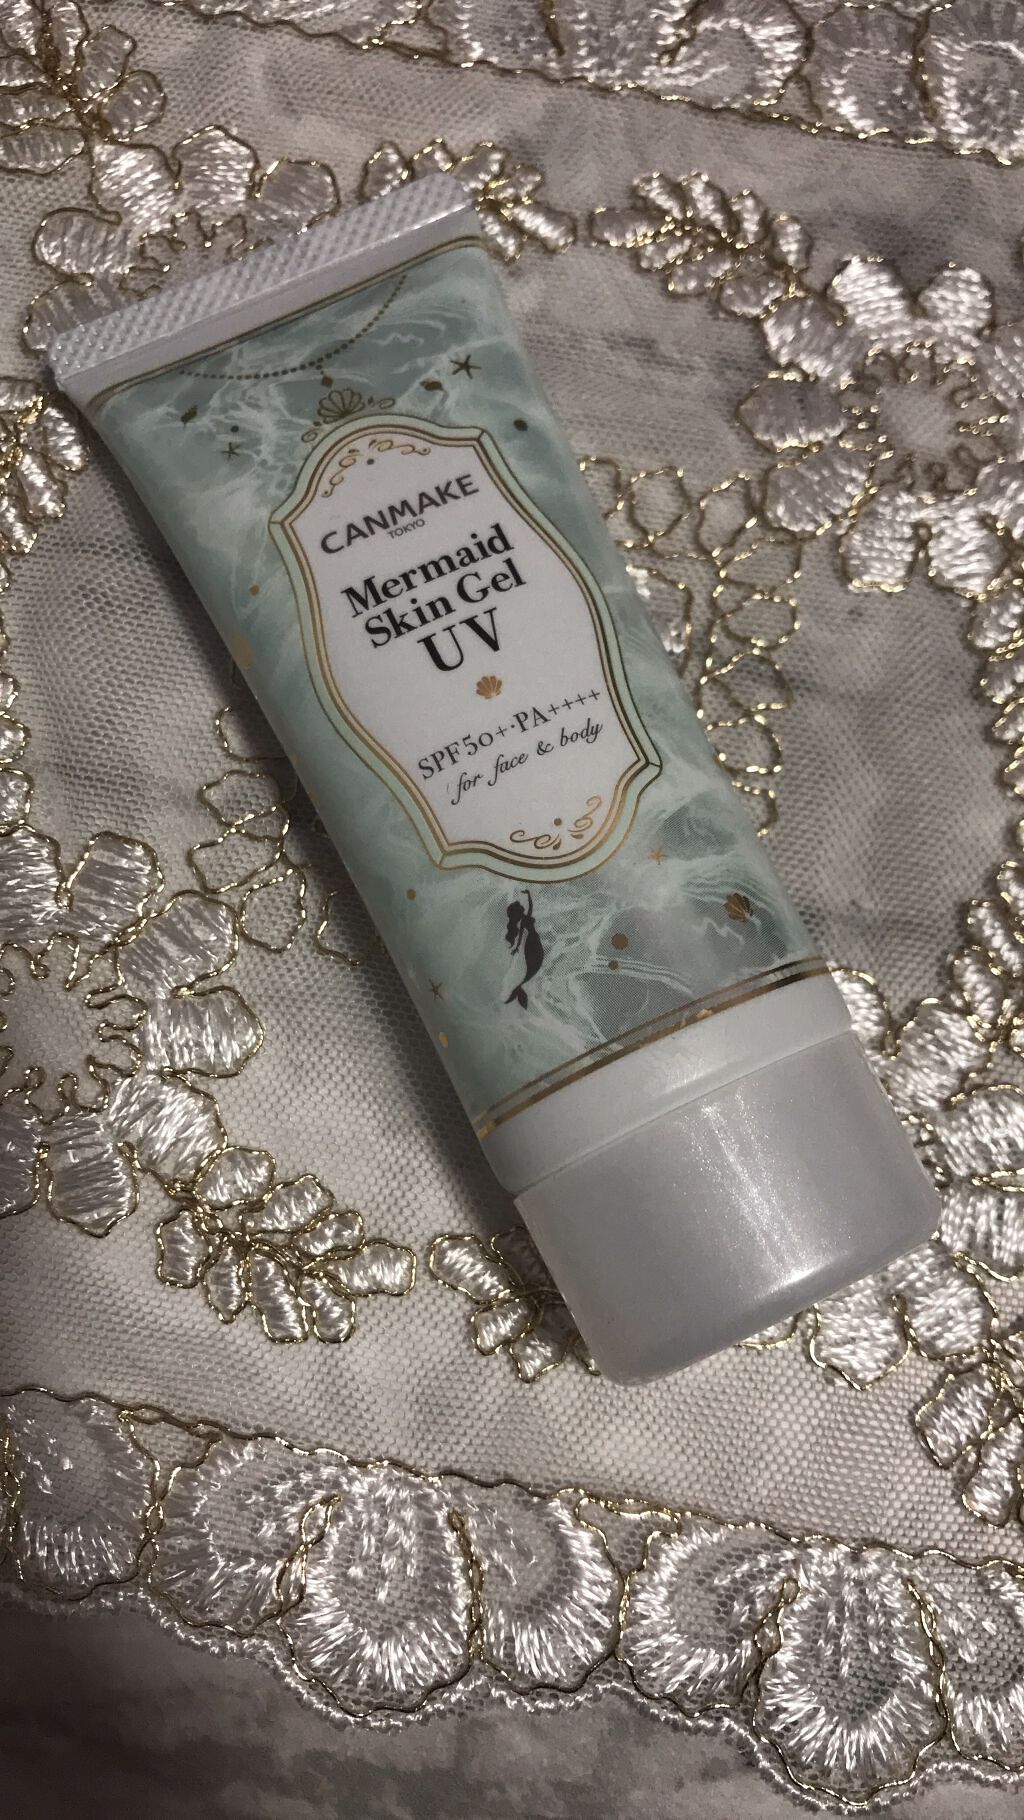 CANMAKE
TOKYO
Mermaid
Skin Gel
UV
SPF50+·PA++++
for face & body